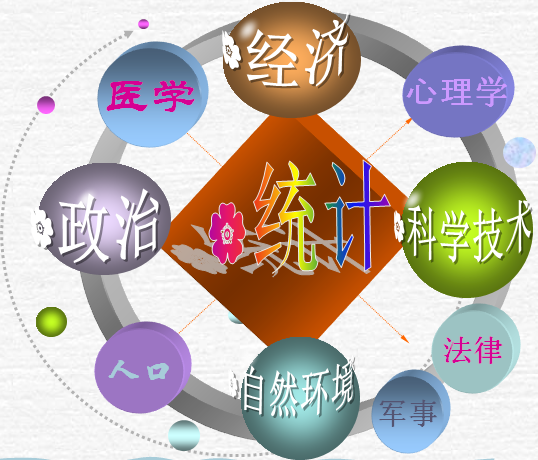 经济
医学
心理学
政治
统计
科学技术
人口
自然环境
法律
军事